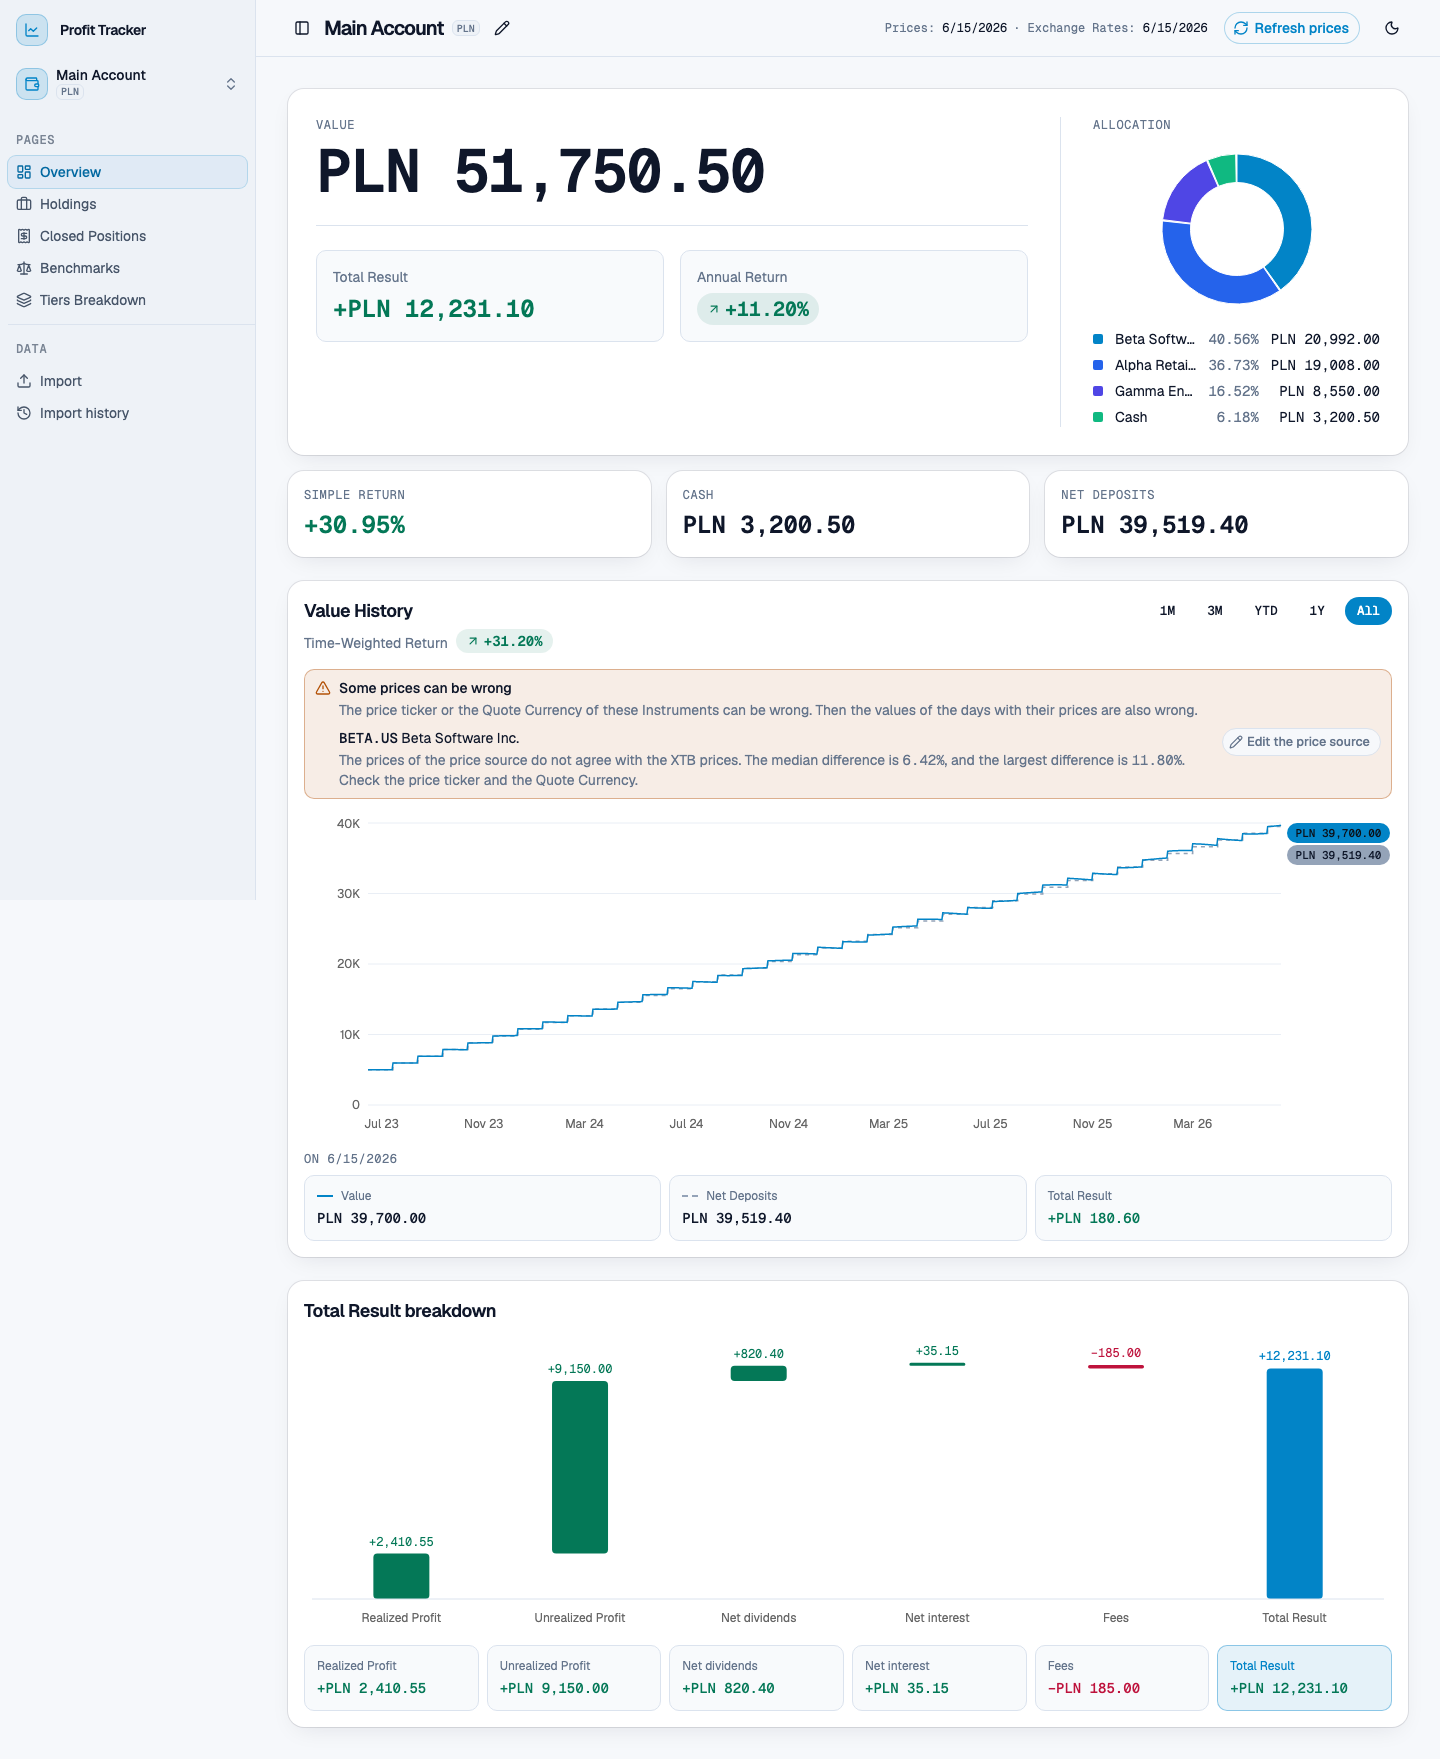 Profit Tracker
Main Account
PLN
PAGES
Overview
Holdings
Closed Positions
Benchmarks
Tiers Breakdown
DATA
Import
Import history
Main Account PLN
Prices: 6/15/2026 · Exchange Rates: 6/15/2026
Refresh prices
VALUE
PLN 51,750.50
Total Result
+PLN 12,231.10
Annual Return
+11.20%
ALLOCATION
Beta Softw… 40.56% PLN 20,992.00
Alpha Retai… 36.73% PLN 19,008.00
Gamma En… 16.52% PLN 8,550.00
Cash 6.18% PLN 3,200.50
SIMPLE RETURN
+30.95%
CASH
PLN 3,200.50
NET DEPOSITS
PLN 39,519.40
Value History
1M 3M YTD 1Y All
Time-Weighted Return +31.20%
Some prices can be wrong
The price ticker or the Quote Currency of these Instruments can be wrong. Then the values of the days with their prices are also wrong.
BETA.US Beta Software Inc.
The prices of the price source do not agree with the XTB prices. The median difference is 6.42%, and the largest difference is 11.80%.
Check the price ticker and the Quote Currency.
Edit the price source
40K
30K
20K
10K
0
PLN 39,700.00
PLN 39,519.40
Jul 23 Nov 23 Mar 24 Jul 24 Nov 24 Mar 25 Jul 25 Nov 25 Mar 26
ON 6/15/2026
Value
PLN 39,700.00
Net Deposits
PLN 39,519.40
Total Result
+PLN 180.60
Total Result breakdown
+2,410.55
+9,150.00
+820.40
+35.15
−185.00
+12,231.10
Realized Profit Unrealized Profit Net dividends Net interest Fees Total Result
Realized Profit
+PLN 2,410.55
Unrealized Profit
+PLN 9,150.00
Net dividends
+PLN 820.40
Net interest
+PLN 35.15
Fees
−PLN 185.00
Total Result
+PLN 12,231.10